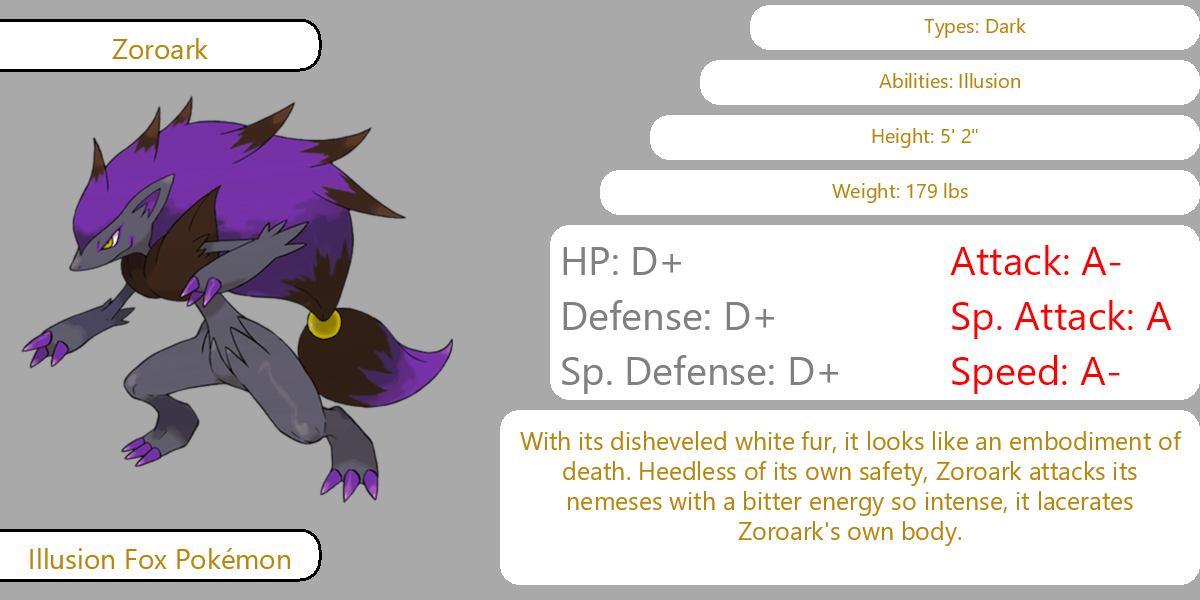 Zoroark
Types: Dark
Abilities: Illusion
Height: 5' 2"
Weight: 179 lbs
HP: D+
Attack: A-
Defense: D+
Sp. Attack: A
Sp. Defense: D+
Speed: A-
With its disheveled white fur, it looks like an embodiment of
death. Heedless of its own safety, Zoroark attacks its
nemeses with a bitter energy so intense, it lacerates
Zoroark's own body.
Illusion Fox Pokémon